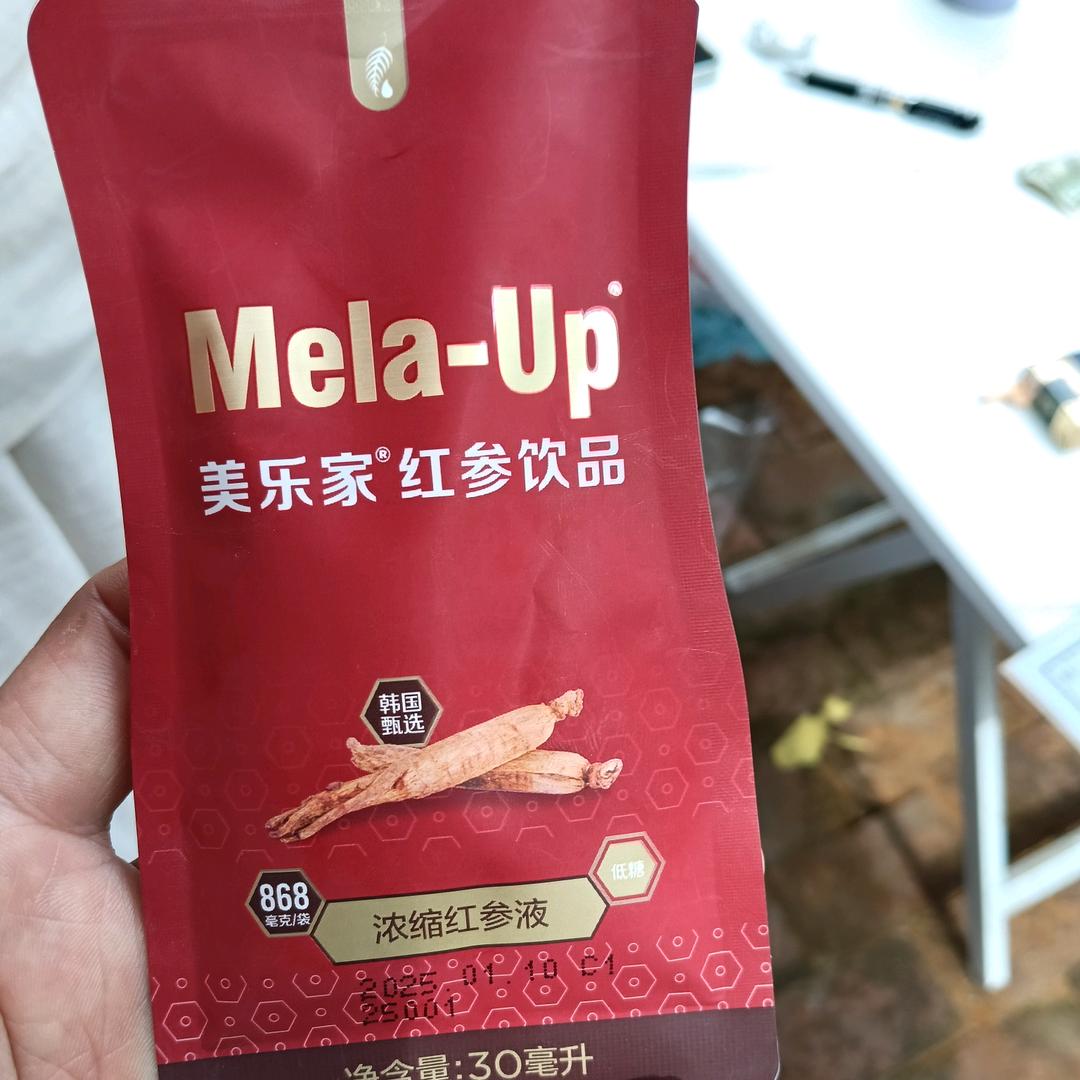 Mela-Up®
美乐家®红参饮品
韩国
甄选
868
毫克/袋
低糖
浓缩红参液
2025.01.10 C1
25Q01
净含量:30毫升